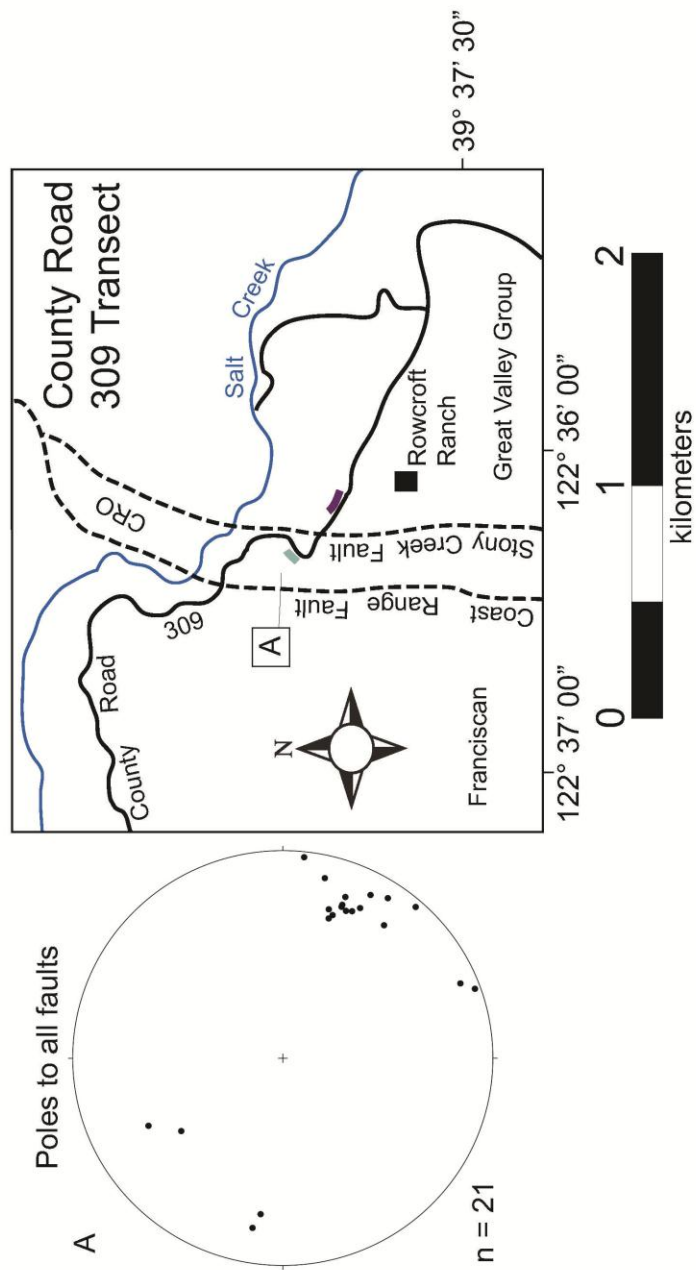 A
Poles to all faults
n = 21
County Road
309 Transect
Salt Creek
CRO
County Road 309
A
N
Coast Range Fault
Stony Creek Fault
Franciscan
Rowcroft
Ranch
Great Valley Group
39° 37' 30"
122° 37' 00"
122° 36' 00"
0
1
2
kilometers